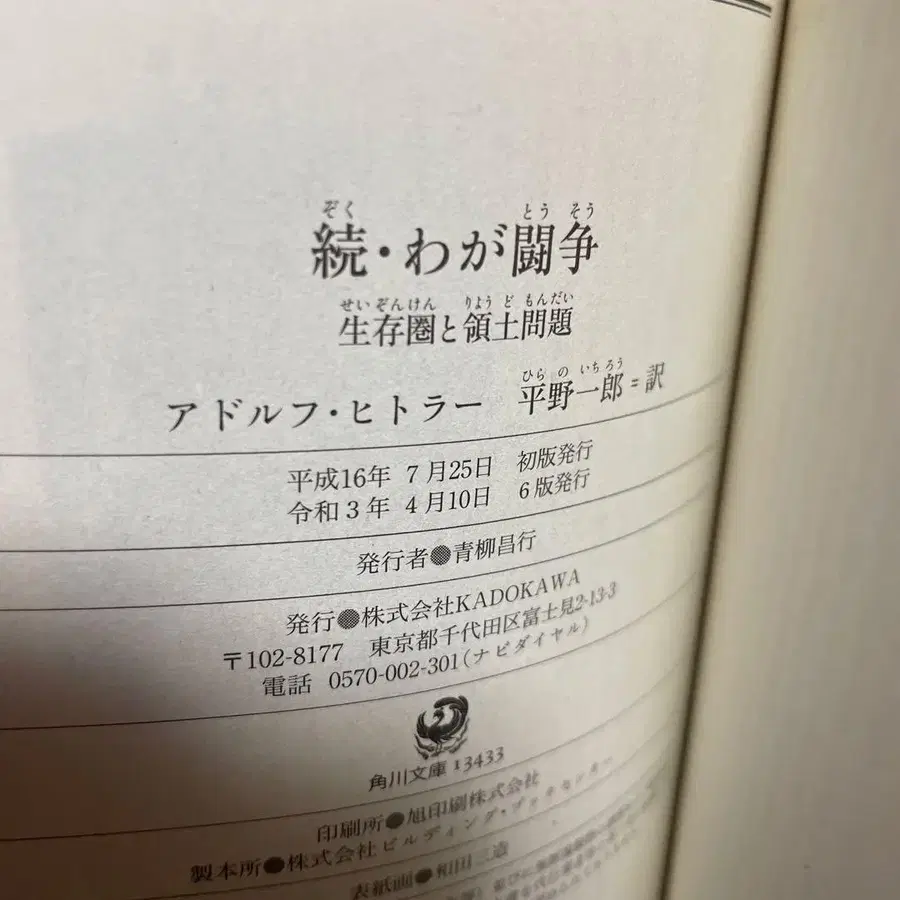 ぞく とう そう
続・わが闘争
せいぞんけん りよう ど もんだい
生存圏と領土問題
ひら の いちろう
アドルフ・ヒトラー 平野一郎=訳
平成16年 7月25日 初版発行
令和3年 4月10日 6版発行
発行者●青柳昌行
発行●株式会社KADOKAWA
〒102-8177 東京都千代田区富士見2-13-3
電話 0570-002-301(ナビダイヤル)
角川文庫 13433
印刷所●旭印刷株式会社
製本所●株式会社ビルディング・ブックセンター
表紙画●和田三造